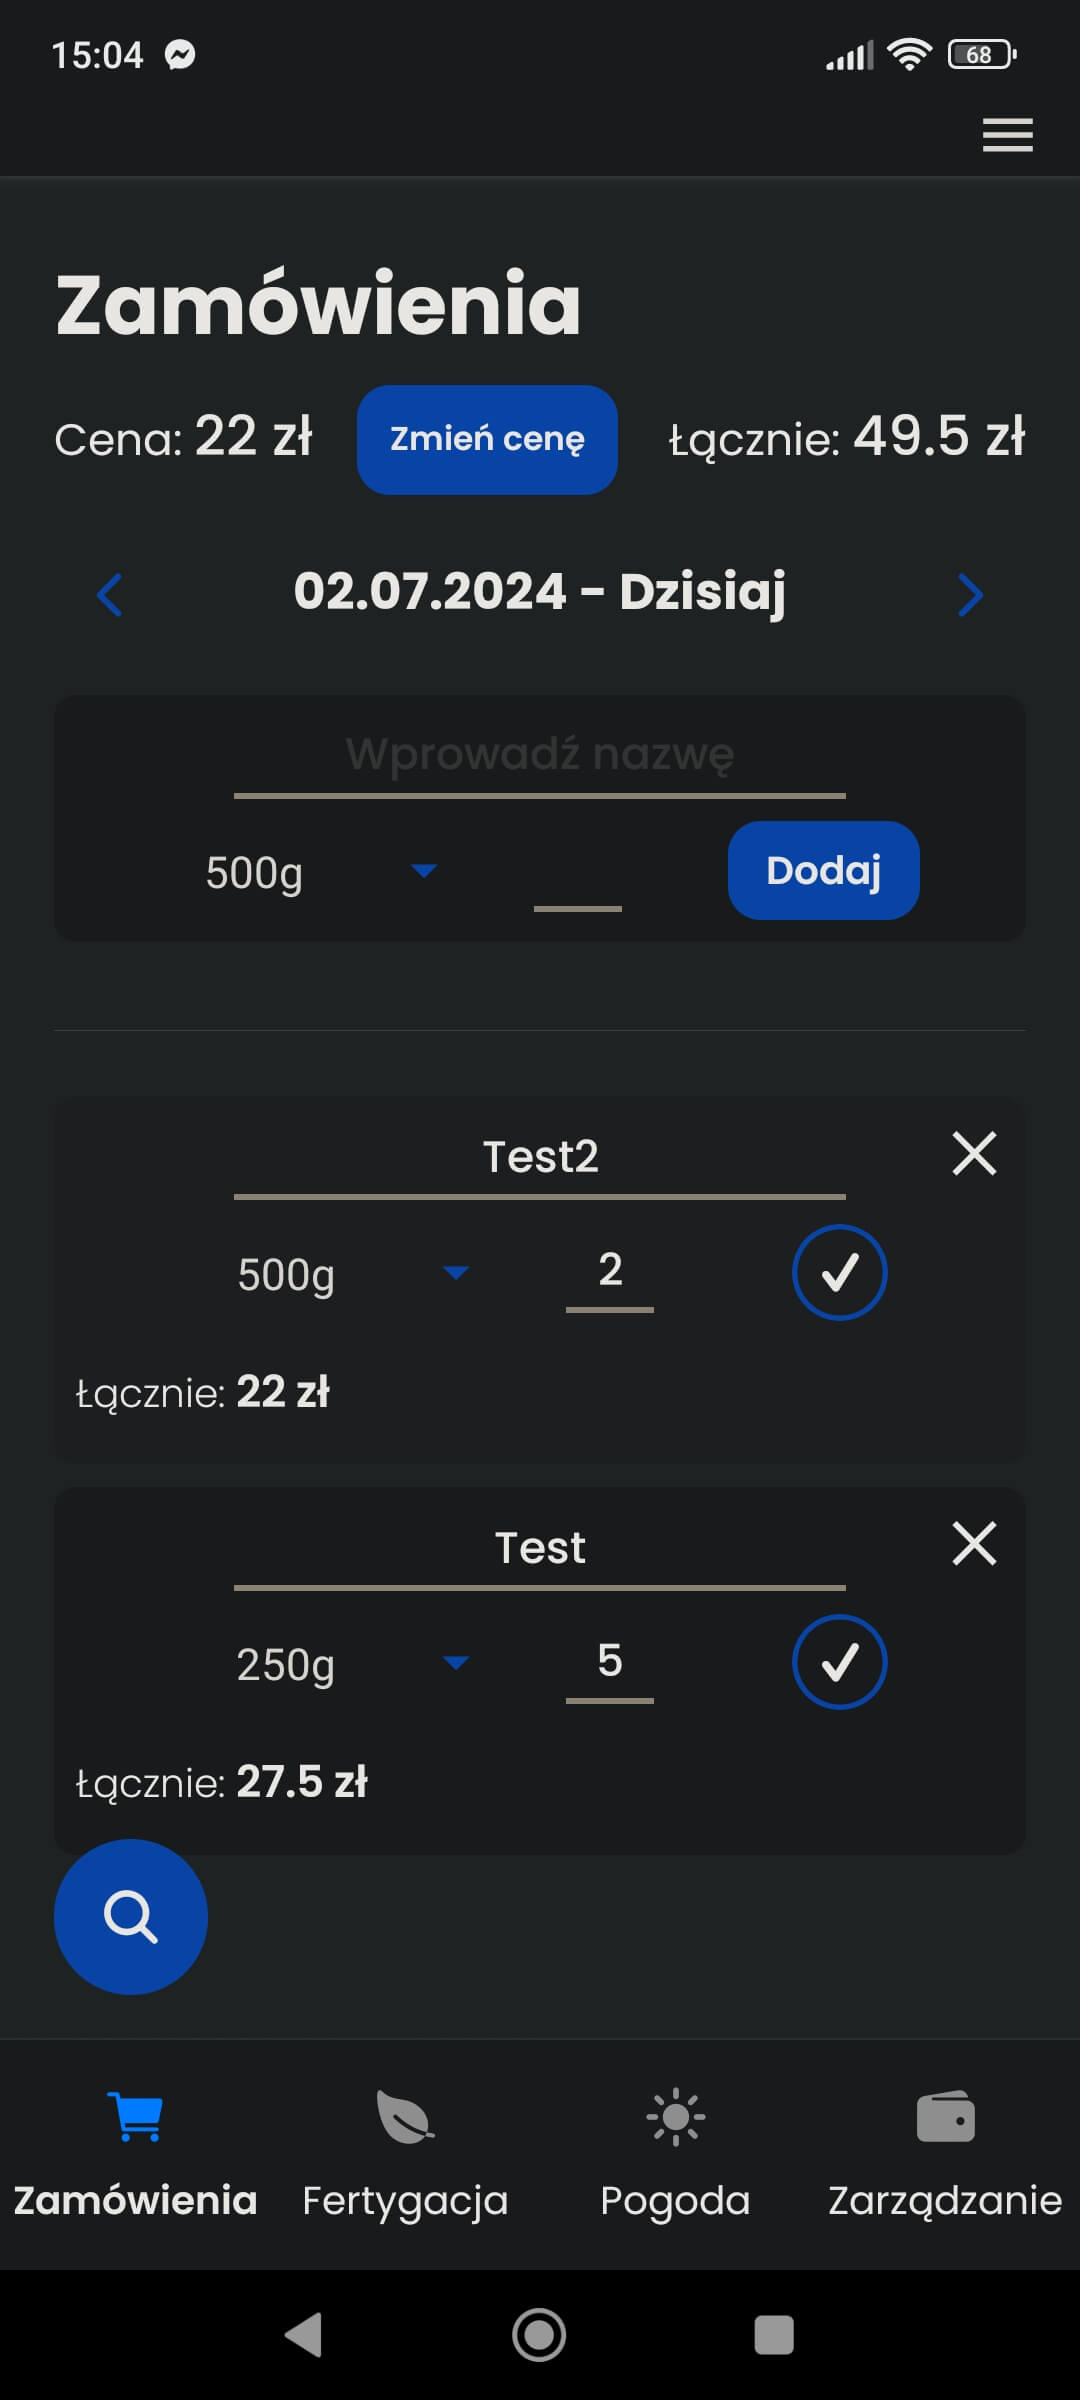 15:04
68
Zamówienia
Cena: 22 zł Zmień cenę Łącznie: 49.5 zł
02.07.2024 - Dzisiaj
Wprowadź nazwę
500g Dodaj
Test2
500g 2
Łącznie: 22 zł
Test
250g 5
Łącznie: 27.5 zł
Zamówienia Fertygacja Pogoda Zarządzanie